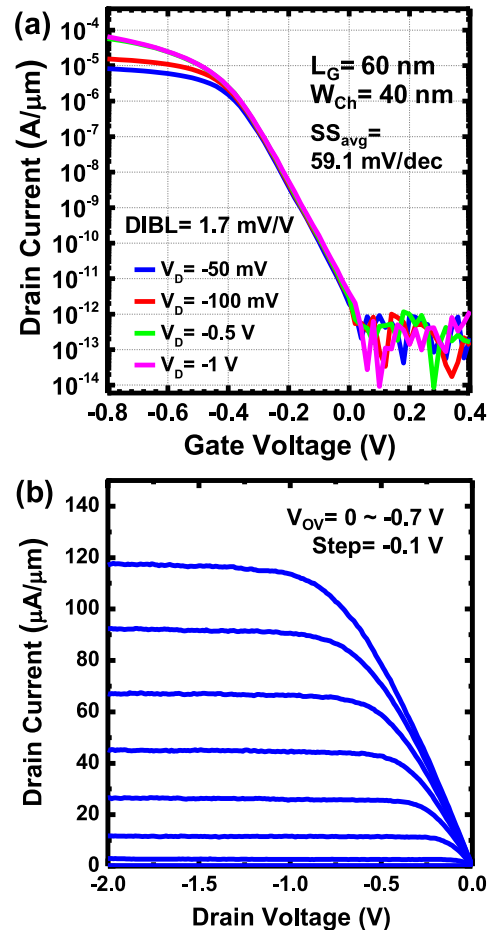 (a)
Drain Current (A/μm)
10⁻⁴
10⁻⁵
10⁻⁶
10⁻⁷
10⁻⁸
10⁻⁹
10⁻¹⁰
10⁻¹¹
10⁻¹²
10⁻¹³
10⁻¹⁴
L_G= 60 nm
W_Ch= 40 nm
SS_avg=
59.1 mV/dec
DIBL= 1.7 mV/V
V_D= -50 mV
V_D= -100 mV
V_D= -0.5 V
V_D= -1 V
-0.8 -0.6 -0.4 -0.2 0.0 0.2 0.4
Gate Voltage (V)
(b)
Drain Current (μA/μm)
140
120
100
80
60
40
20
0
V_OV= 0 ~ -0.7 V
Step= -0.1 V
-2.0 -1.5 -1.0 -0.5 0.0
Drain Voltage (V)